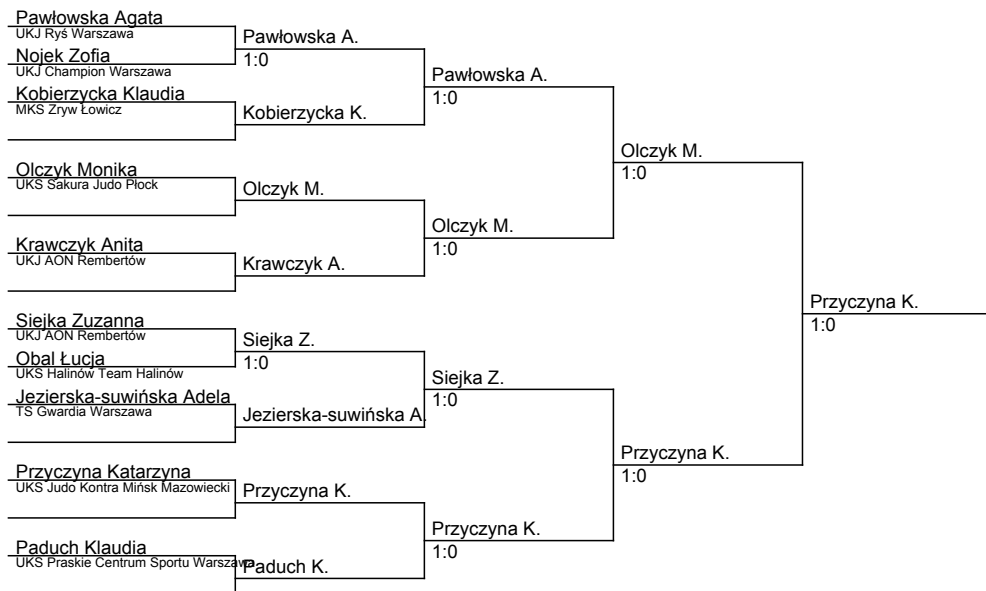 Pawłowska Agata
UKJ Ryś Warszawa
Nojek Zofia
UKJ Champion Warszawa
Kobierzycka Klaudia
MKS Zryw Łowicz
Olczyk Monika
UKS Sakura Judo Płock
Krawczyk Anita
UKJ AON Rembertów
Siejka Zuzanna
UKJ AON Rembertów
Obal Łucja
UKS Halinów Team Halinów
Jezierska-suwińska Adela
TS Gwardia Warszawa
Przyczyna Katarzyna
UKS Judo Kontra Mińsk Mazowiecki
Paduch Klaudia
UKS Praskie Centrum Sportu Warszawa
Pawłowska A.
1:0
Kobierzycka K.
Olczyk M.
Krawczyk A.
Siejka Z.
1:0
Jezierska-suwińska A.
Przyczyna K.
Paduch K.
Pawłowska A.
1:0
Olczyk M.
1:0
Siejka Z.
1:0
Przyczyna K.
1:0
Olczyk M.
1:0
Przyczyna K.
1:0
Przyczyna K.
1:0